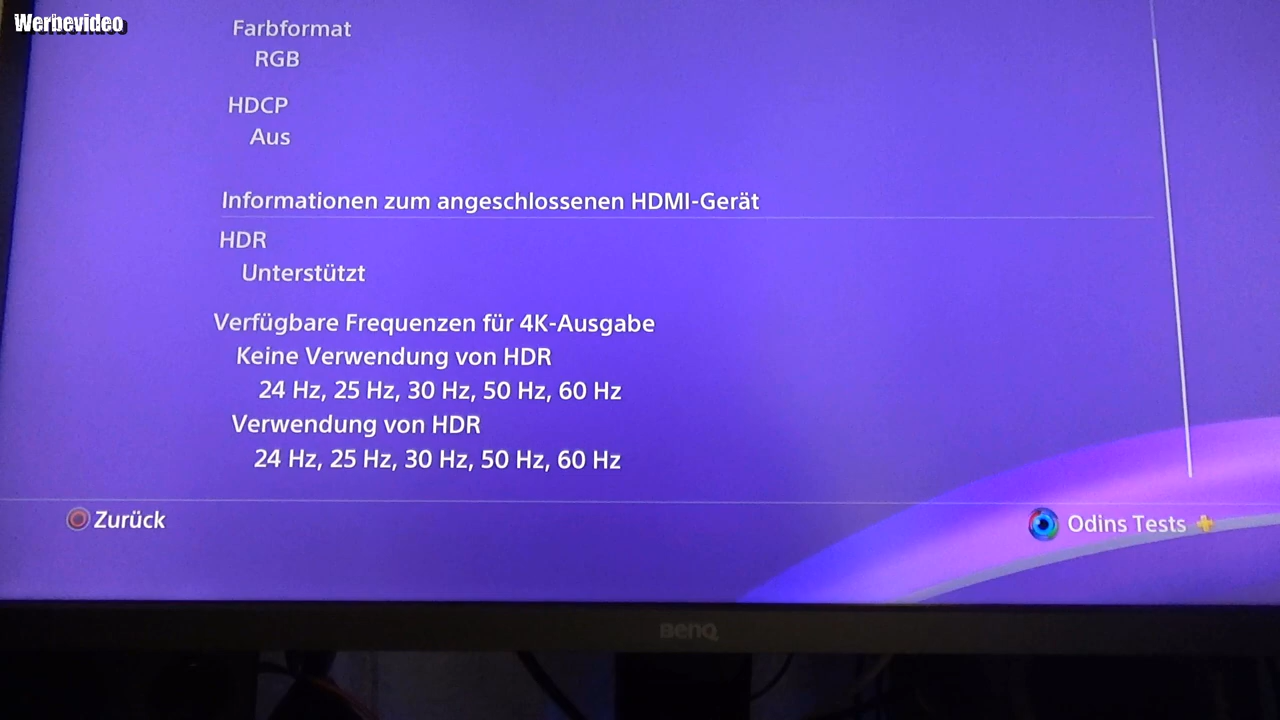 Werbevideo
Farbformat
RGB
HDCP
Aus
Informationen zum angeschlossenen HDMI-Gerät
HDR
Unterstützt
Verfügbare Frequenzen für 4K-Ausgabe
Keine Verwendung von HDR
24 Hz, 25 Hz, 30 Hz, 50 Hz, 60 Hz
Verwendung von HDR
24 Hz, 25 Hz, 30 Hz, 50 Hz, 60 Hz
Zurück
Odins Tests
BenQ